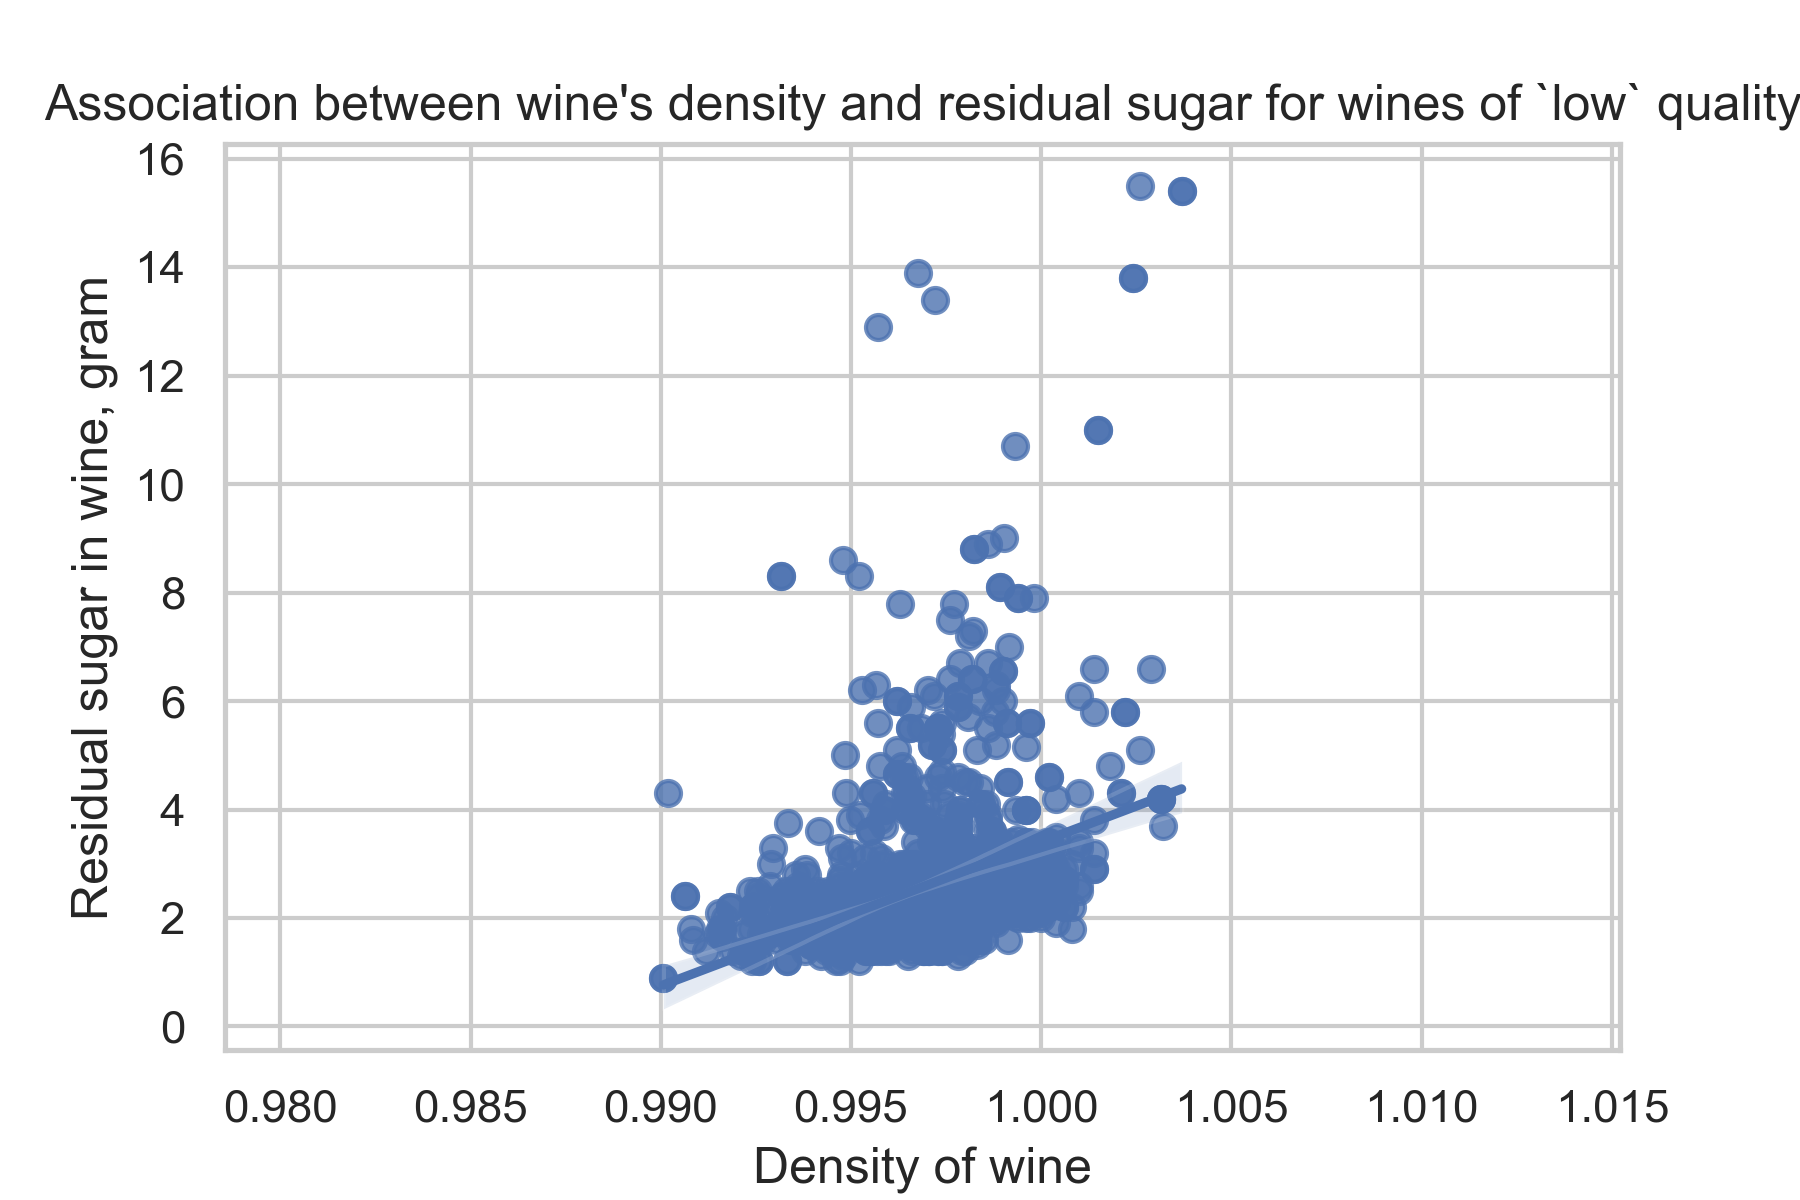 Association between wine's density and residual sugar for wines of `low` quality
Residual sugar in wine, gram
16
14
12
10
8
6
4
2
0
0.980 0.985 0.990 0.995 1.000 1.005 1.010 1.015
Density of wine